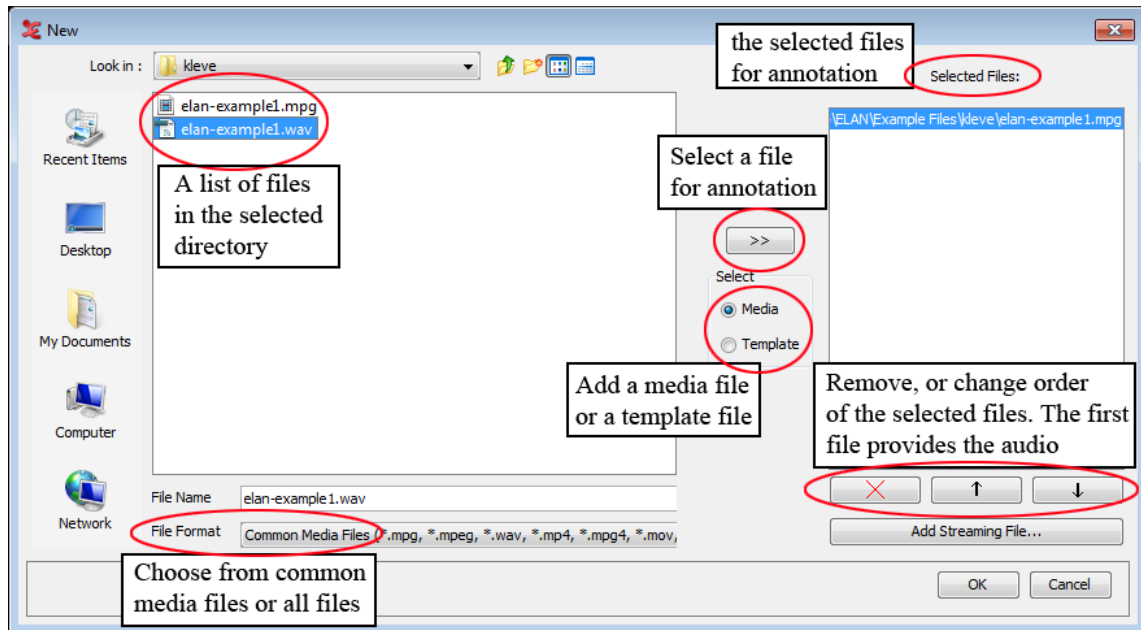 New
the selected files
for annotation
Selected Files:
Look in :
kleve
elan-example1.mpg
elan-example1.wav
\ELAN\Example Files\kleve\elan-example1.mpg
Recent Items
A list of files
in the selected
directory
Select a file
for annotation
>>
Desktop
Select
Media
Template
My Documents
Add a media file
or a template file
Remove, or change order
of the selected files. The first
file provides the audio
Computer
↑
↓
File Name
elan-example1.wav
Network
File Format
Common Media Files (*.mpg, *.mpeg, *.wav, *.mp4, *.mpg4, *.mov,
Add Streaming File...
Choose from common
media files or all files
OK
Cancel